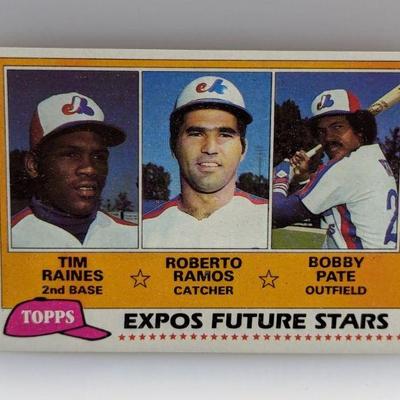 TIM RAINES 2nd BASE
ROBERTO RAMOS CATCHER
BOBBY PATE OUTFIELD
TOPPS
EXPOS FUTURE STARS